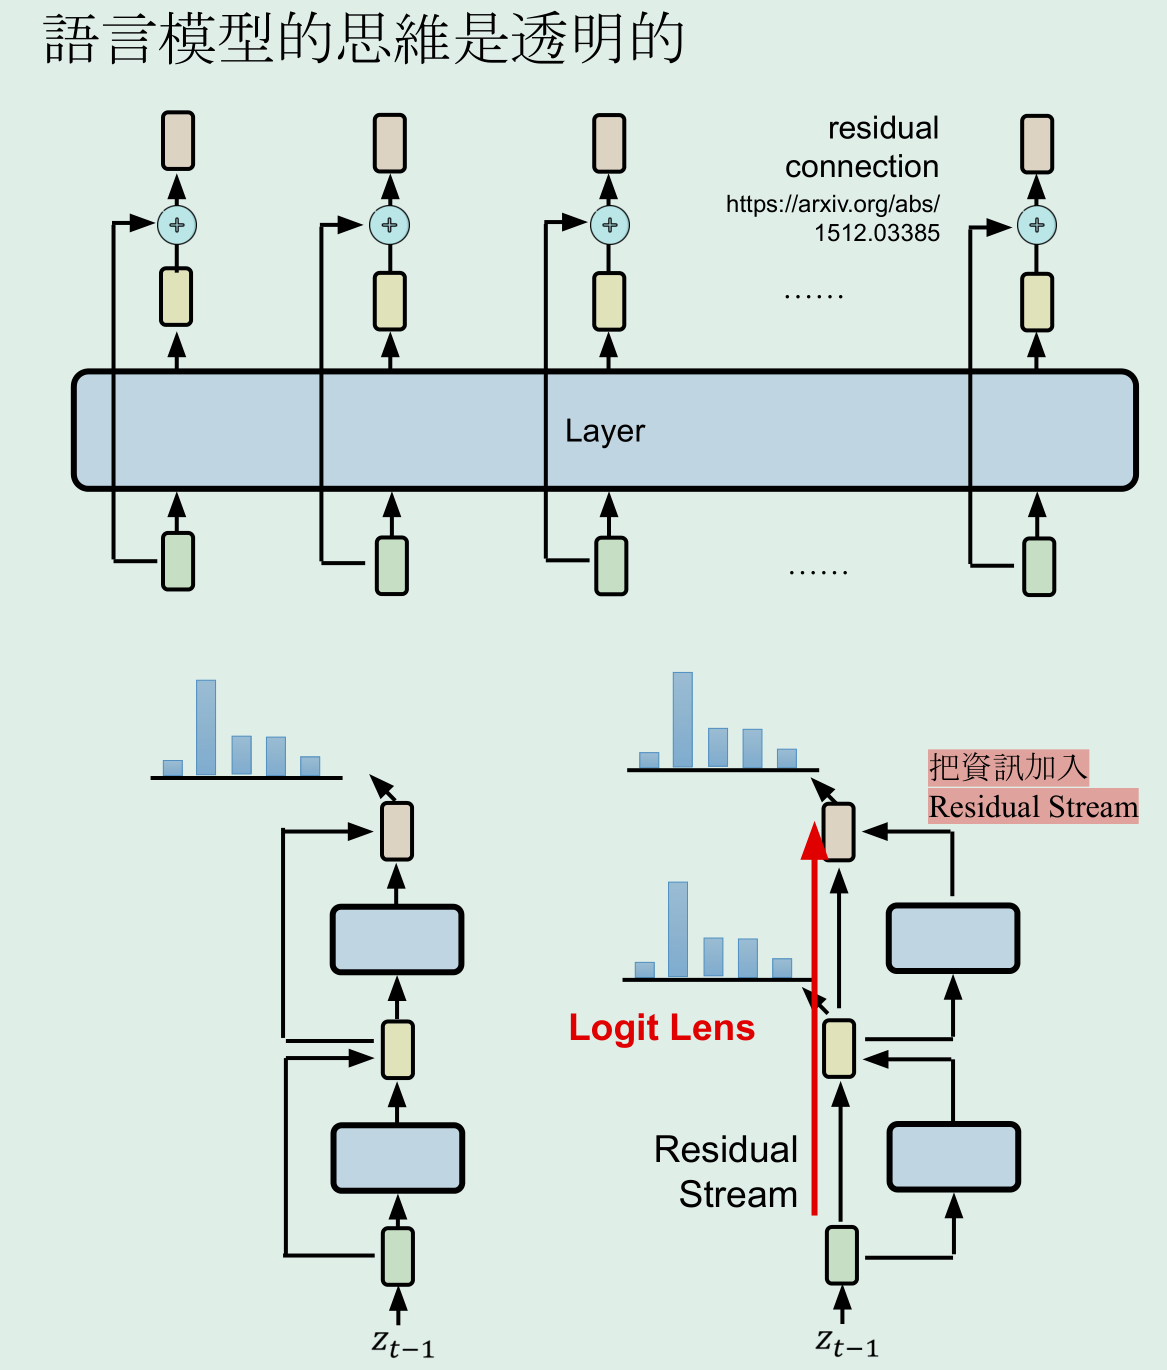 語言模型的思維是透明的
residual
connection
https://arxiv.org/abs/
1512.03385
......
Layer
......
把資訊加入
Residual Stream
Logit Lens
Residual
Stream
z_{t-1}
z_{t-1}